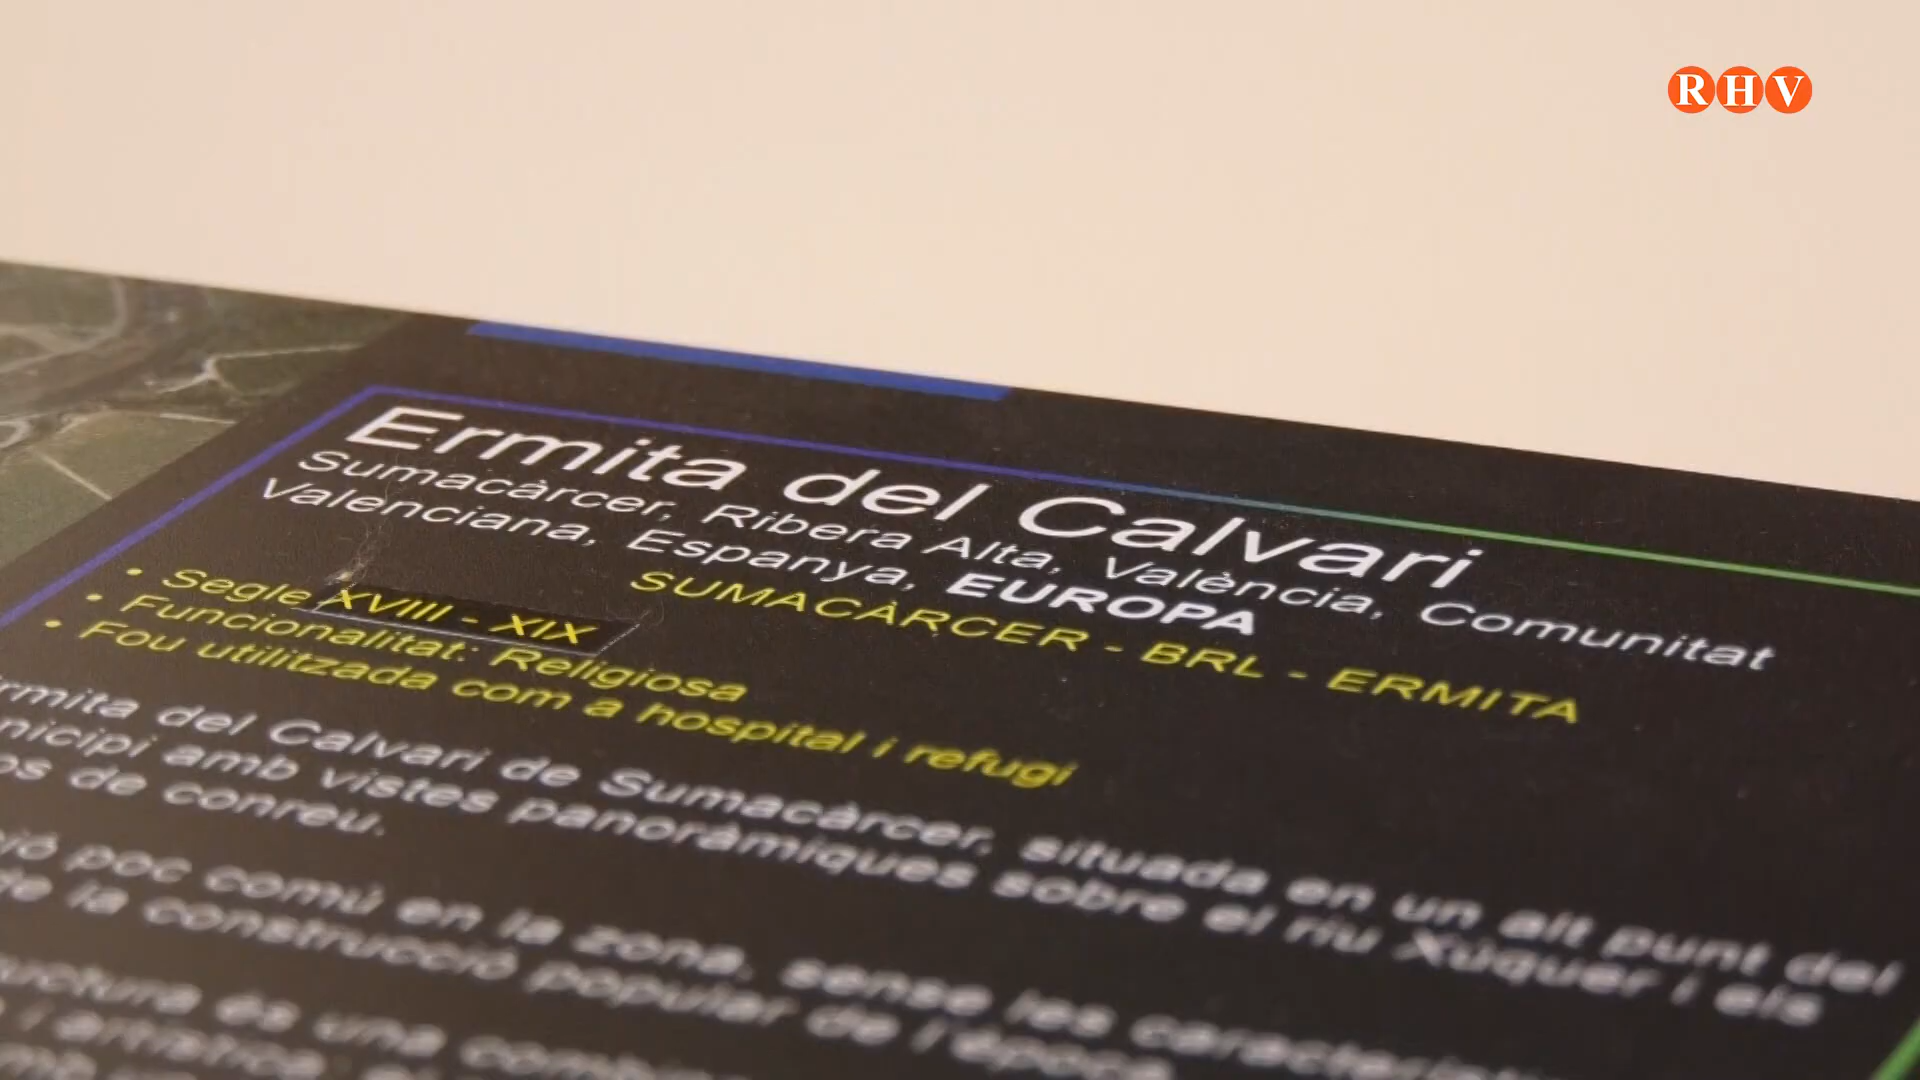 RHV
Ermita del Calvari
Sumacàrcer, Ribera Alta, València, Comunitat
Valenciana, Espanya, EUROPA
SUMACÀRCER - BRL - ERMITA
• Segle XVIII - XIX
• Funcionalitat: Religiosa
• Fou utilitzada com a hospital i refugi
del Calvari de Sumacàrcer, situada en un alt punt del
amb vistes panoràmiques sobre el riu Xúquer i els
de conreu.
poc comú en la zona, sense les
de la construcció popular de l'època
és una